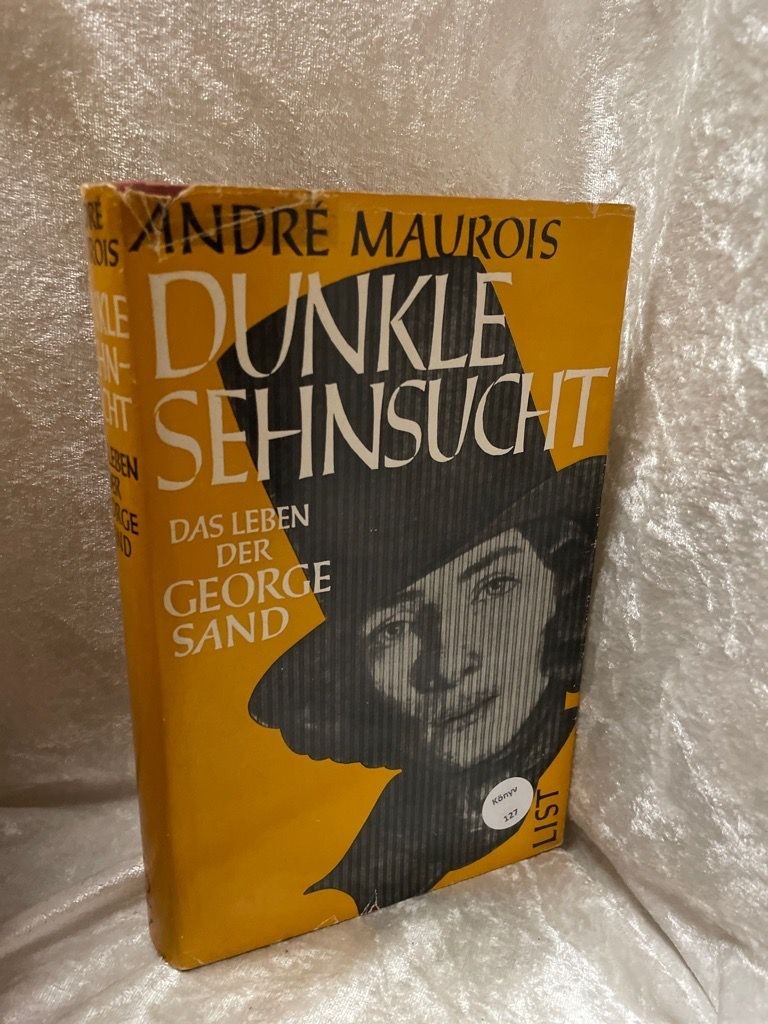 ANDRÉ MAUROIS
DUNKLE
SEHNSUCHT
DAS LEBEN
DER
GEORGE
SAND
Könyv
127
LIST